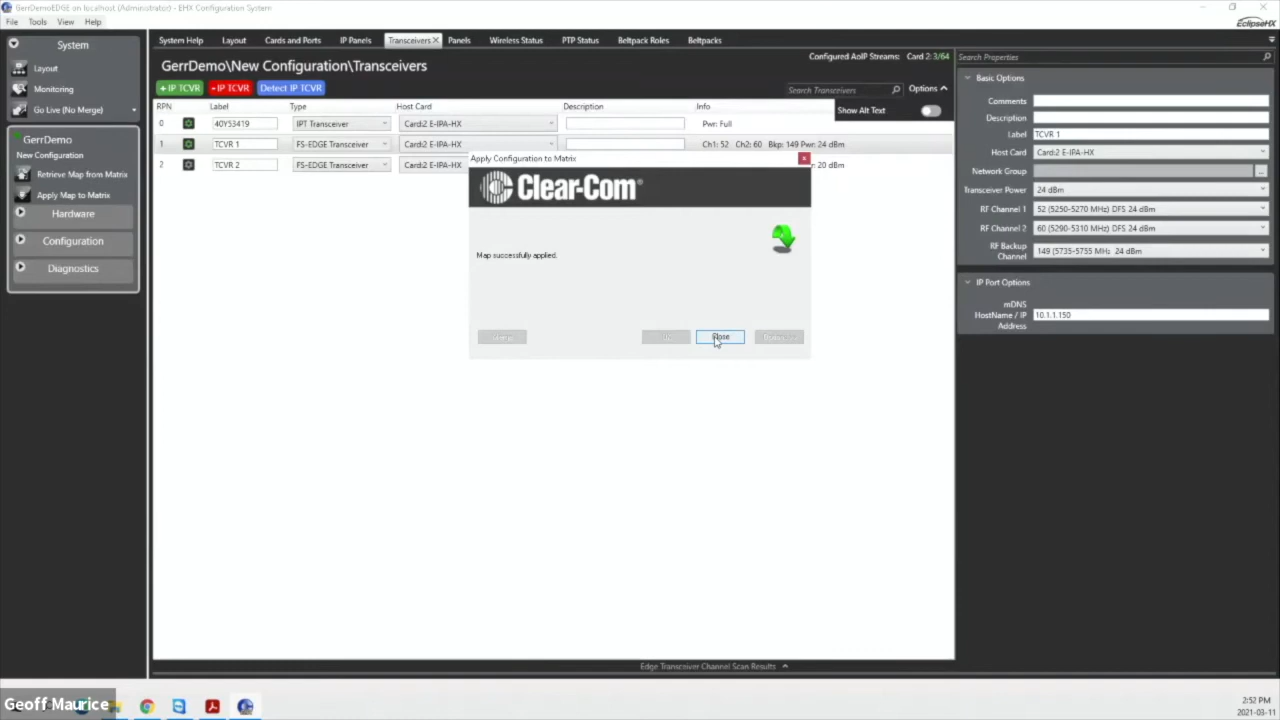 GerrDemoEDGE on localhost (Administrator) - EHX Configuration System
File Tools View Help
EclipseHX
System
Layout
Monitoring
Go Live (No Merge)
GerrDemo
New Configuration
Retrieve Map from Matrix
Apply Map to Matrix
Hardware
Configuration
Diagnostics
System Help Layout Cards and Ports IP Panels Transceivers X Panels Wireless Status PTP Status Beltpack Roles Beltpacks
GerrDemo\New Configuration\Transceivers
Configured AoIP Streams: Card 2: 3/64
+ IP TCVR - IP TCVR Detect IP TCVR Search Transceivers Options
Show Alt Text
RPN Label Type Host Card Description Info
0 40Y53419 IPT Transceiver Card:2 E-IPA-HX Pwr: Full
1 TCVR 1 FS-EDGE Transceiver Card:2 E-IPA-HX Ch1: 52 Ch2: 60 Bkp: 149 Pwr: 24 dBm
2 TCVR 2 FS-EDGE Transceiver Card:2 E-IPA-HX r: 20 dBm
Apply Configuration to Matrix
x
Clear-Com®
Map successfully applied.
Close
Search Properties
Basic Options
Comments
Description
Label TCVR 1
Host Card Card:2 E-IPA-HX
Network Group ...
Transceiver Power 24 dBm
RF Channel 1 52 (5250-5270 MHz) DFS 24 dBm
RF Channel 2 60 (5290-5310 MHz) DFS 24 dBm
RF Backup Channel 149 (5735-5755 MHz 24 dBm
IP Port Options
mDNS HostName / IP Address 10.1.1.150
Edge Transceiver Channel Scan Results
Geoff Maurice
2:52 PM
2021-03-11